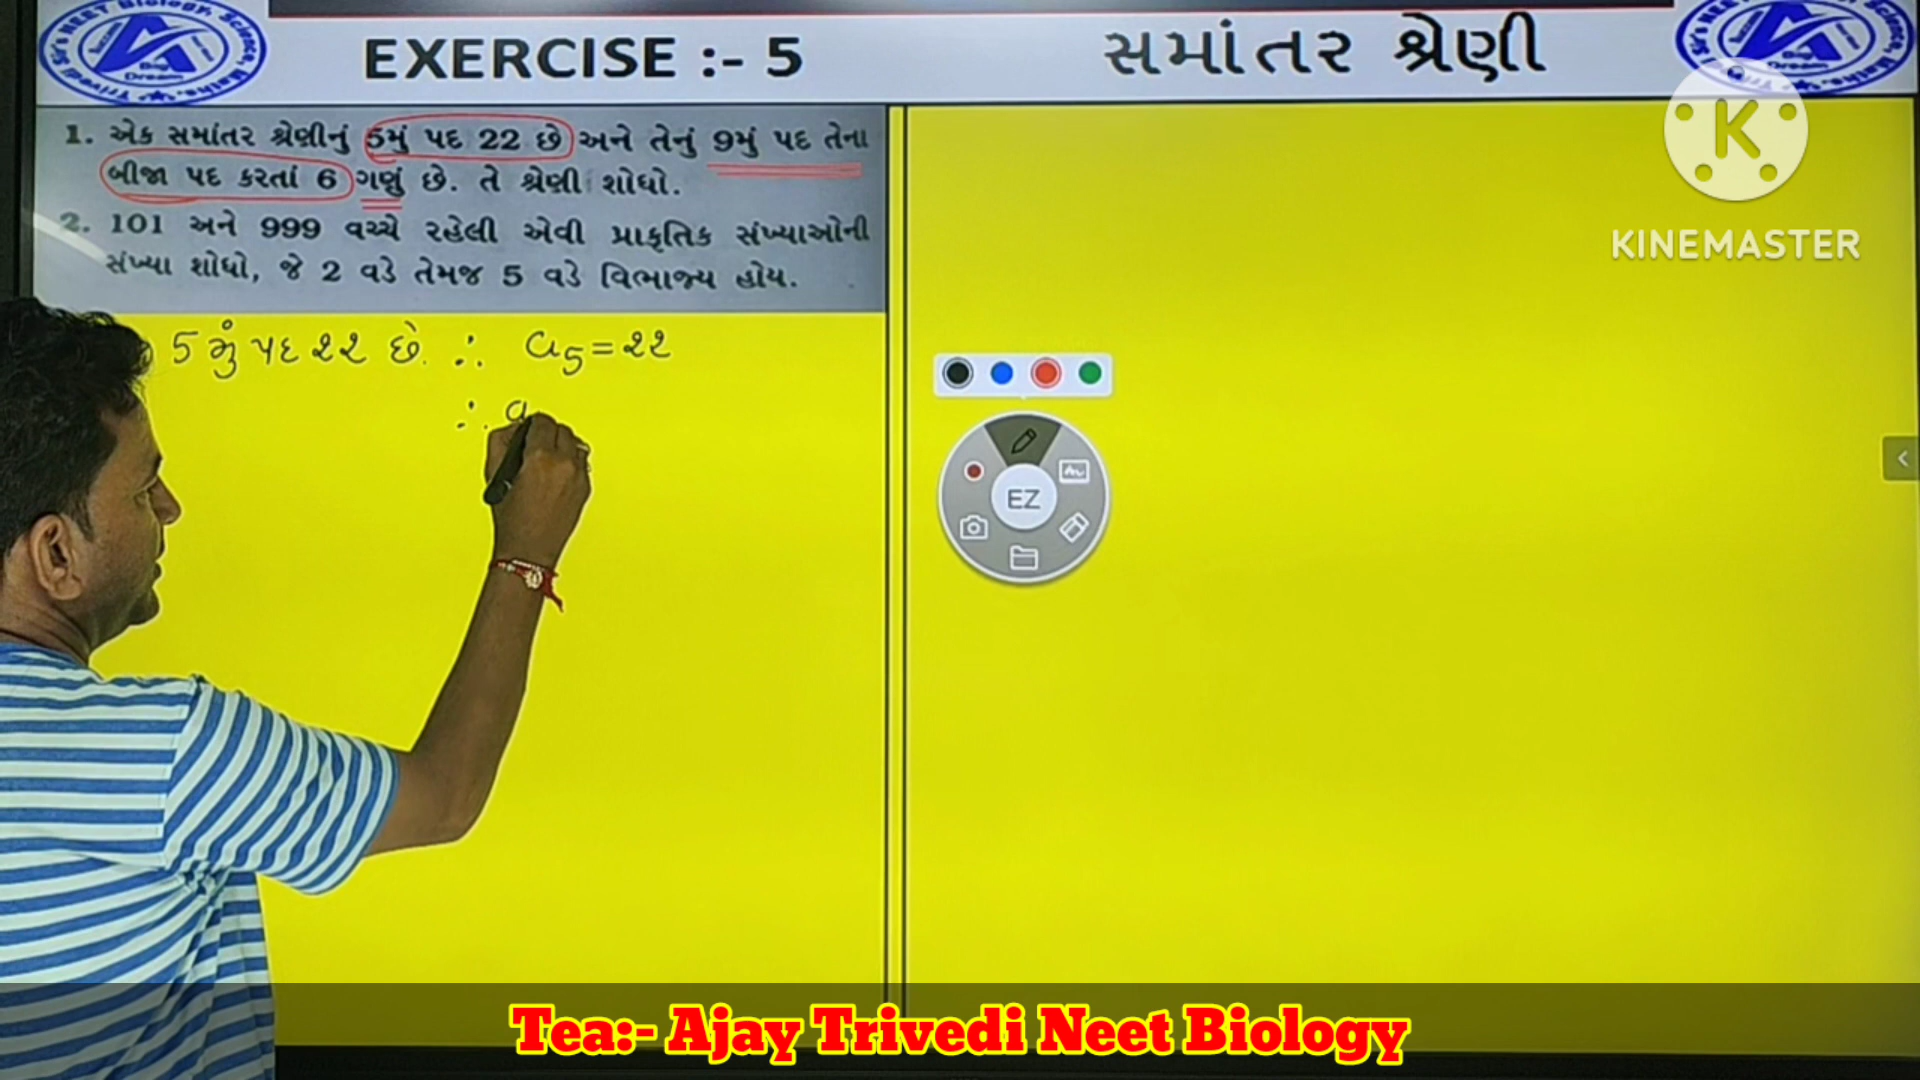 EXERCISE :- 5
સમાંતર શ્રેણી
1. એક સમાંતર શ્રેણીનું 5મું પદ 22 છે અને તેનું 9મું પદ તેના
બીજા પદ કરતાં 6 ગણું છે. તે શ્રેણી શોધો.
2. 101 અને 999 વચ્ચે રહેલી એવી પ્રાકૃતિક સંખ્યાઓની
સંખ્યા શોધો, જે 2 વડે તેમજ 5 વડે વિભાજ્ય હોય.
5 મું પદ ૨૨ છે. ∴ a5 = ૨૨
∴ a
EZ
KINEMASTER
Tea:- Ajay Trivedi Neet Biology